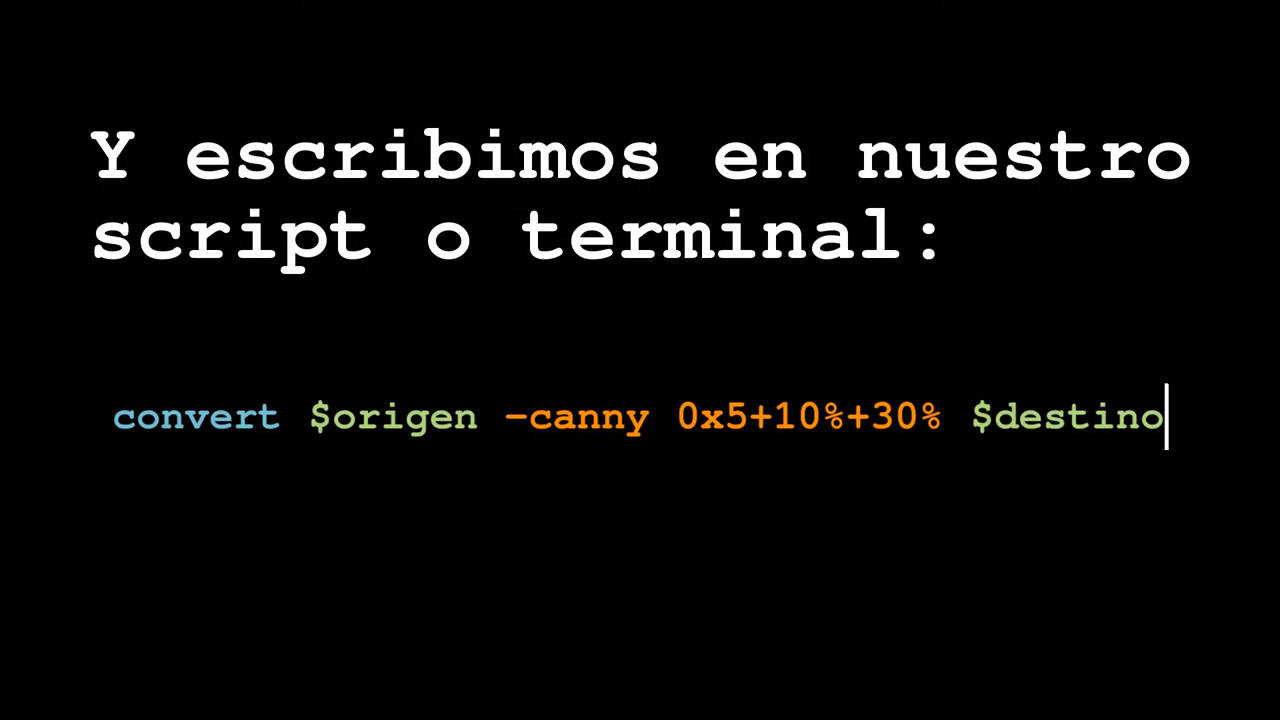 Y escribimos en nuestro
script o terminal:
convert $origen -canny 0x5+10%+30% $destino